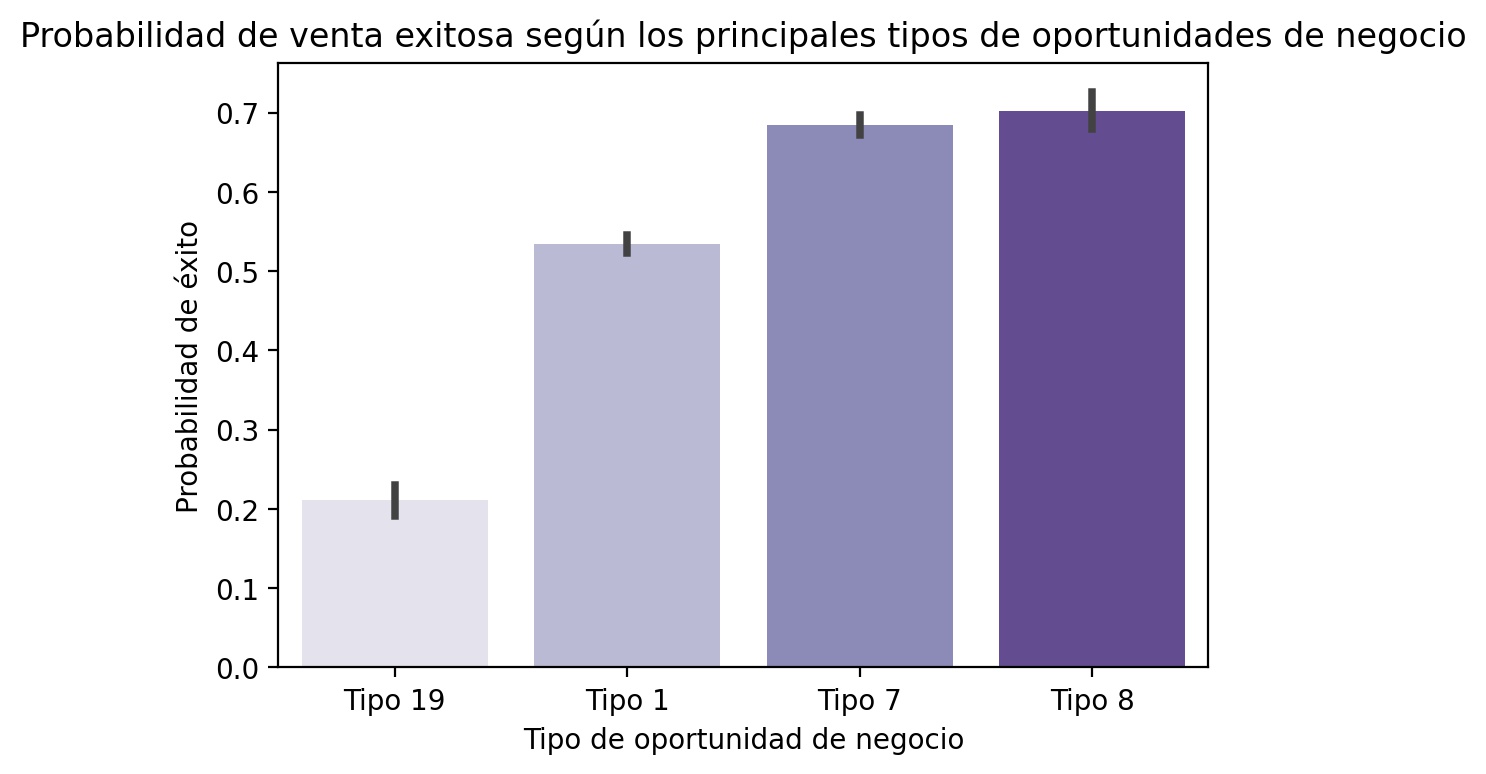 Probabilidad de venta exitosa según los principales tipos de oportunidades de negocio
Probabilidad de éxito
0.7
0.6
0.5
0.4
0.3
0.2
0.1
0.0
Tipo 19
Tipo 1
Tipo 7
Tipo 8
Tipo de oportunidad de negocio